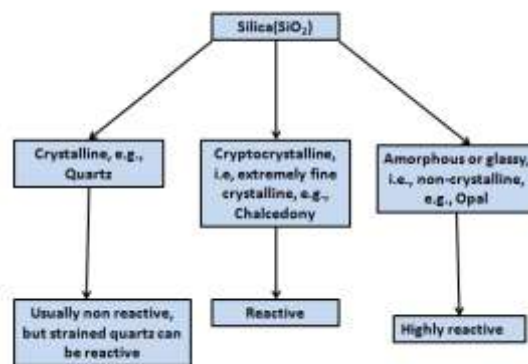 Silica(SiO₂)
Crystalline, e.g.,
Quartz
Cryptocrystalline,
i.e, extremely fine
crystalline, e.g.,
Chalcedony
Amorphous or glassy,
i.e., non-crystalline,
e.g., Opal
Usually non reactive,
but strained quartz can
be reactive
Reactive
Highly reactive